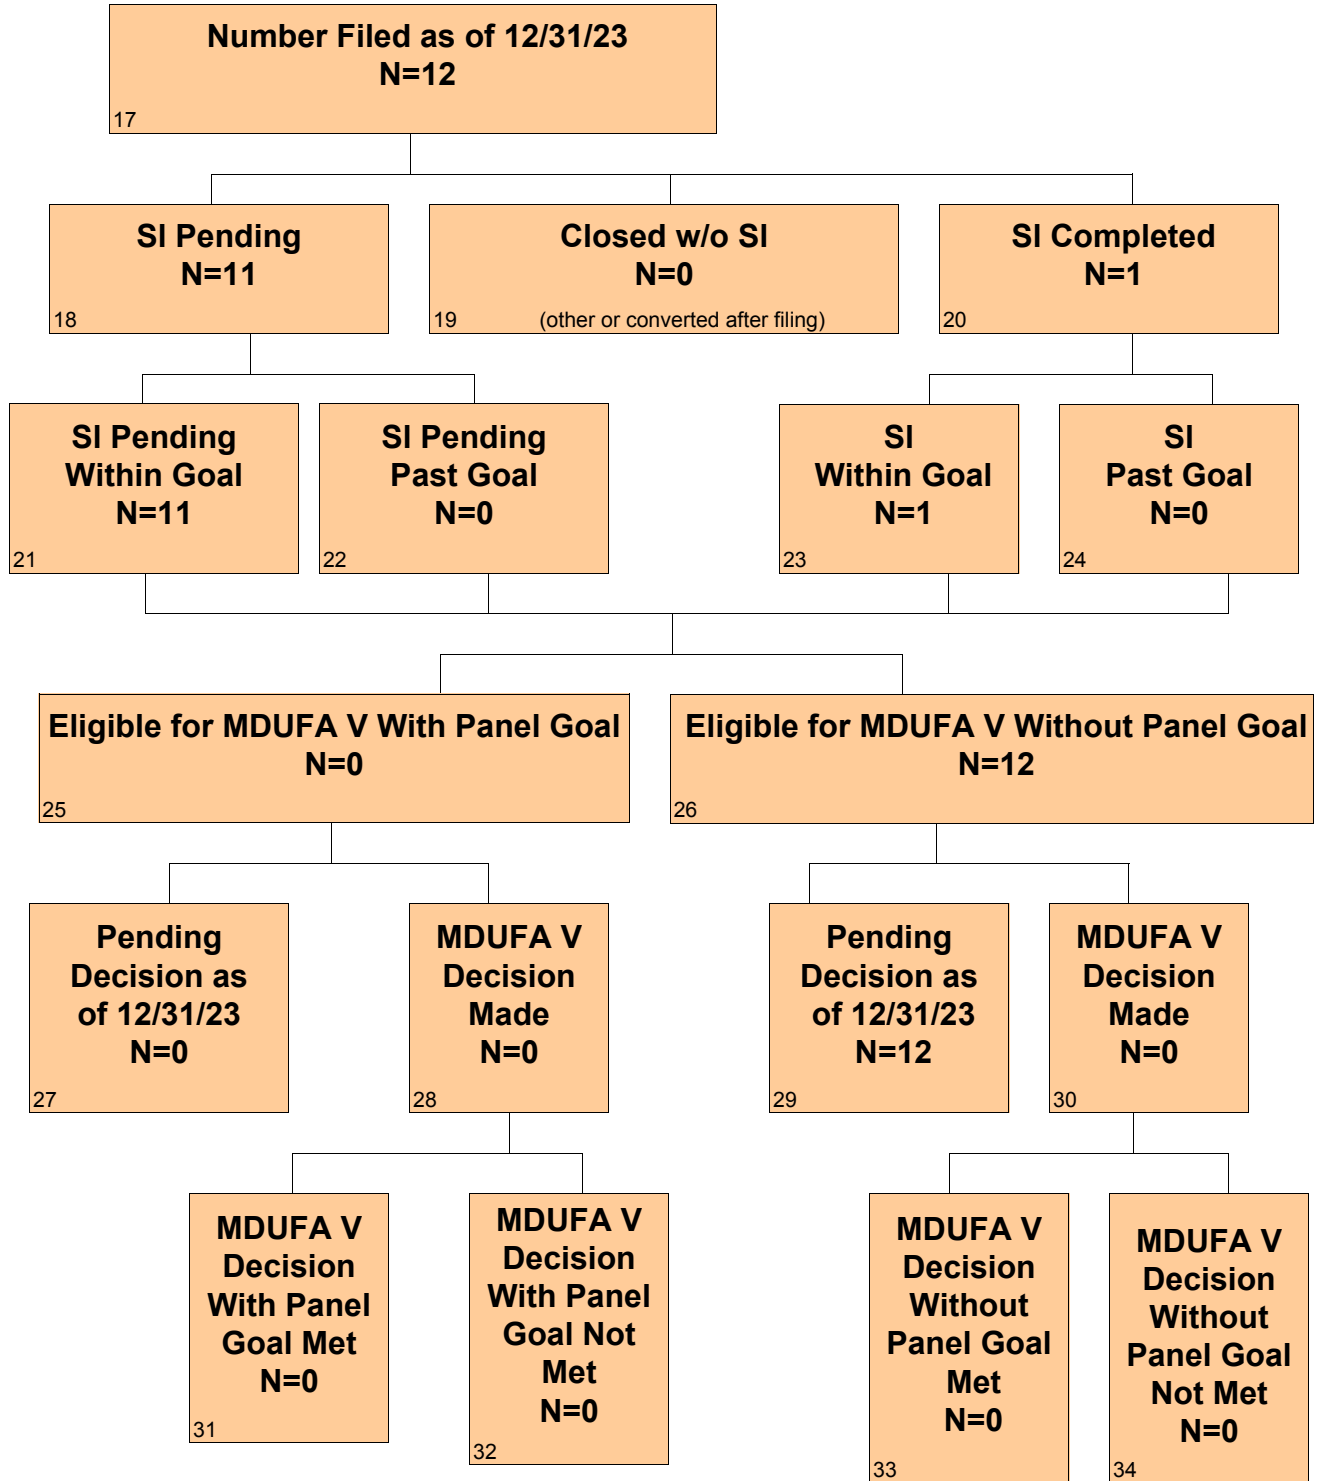 Number Filed as of 12/31/23
N=12
17
SI Pending
N=11
18
Closed w/o SI
N=0
19 (other or converted after filing)
SI Completed
N=1
20
SI Pending
Within Goal
N=11
21
SI Pending
Past Goal
N=0
22
SI
Within Goal
N=1
23
SI
Past Goal
N=0
24
Eligible for MDUFA V With Panel Goal
N=0
25
Eligible for MDUFA V Without Panel Goal
N=12
26
Pending
Decision as
of 12/31/23
N=0
27
MDUFA V
Decision
Made
N=0
28
Pending
Decision as
of 12/31/23
N=12
29
MDUFA V
Decision
Made
N=0
30
MDUFA V
Decision
With Panel
Goal Met
N=0
31
MDUFA V
Decision
With Panel
Goal Not
Met
N=0
32
MDUFA V
Decision
Without
Panel Goal
Met
N=0
33
MDUFA V
Decision
Without
Panel Goal
Not Met
N=0
34